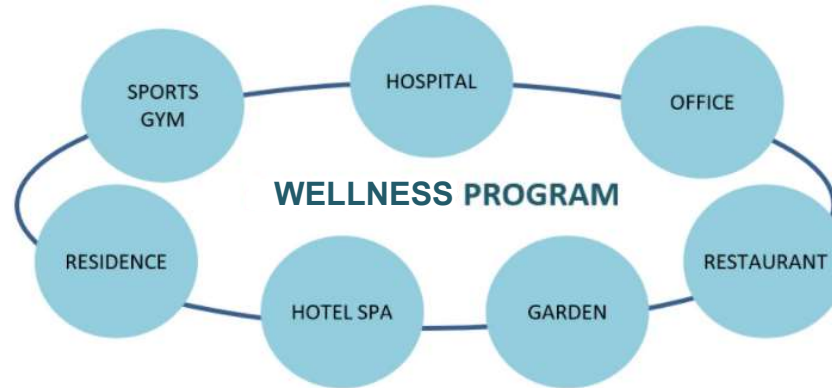 HOSPITAL
SPORTS
GYM
OFFICE
WELLNESS PROGRAM
RESIDENCE
RESTAURANT
HOTEL SPA
GARDEN